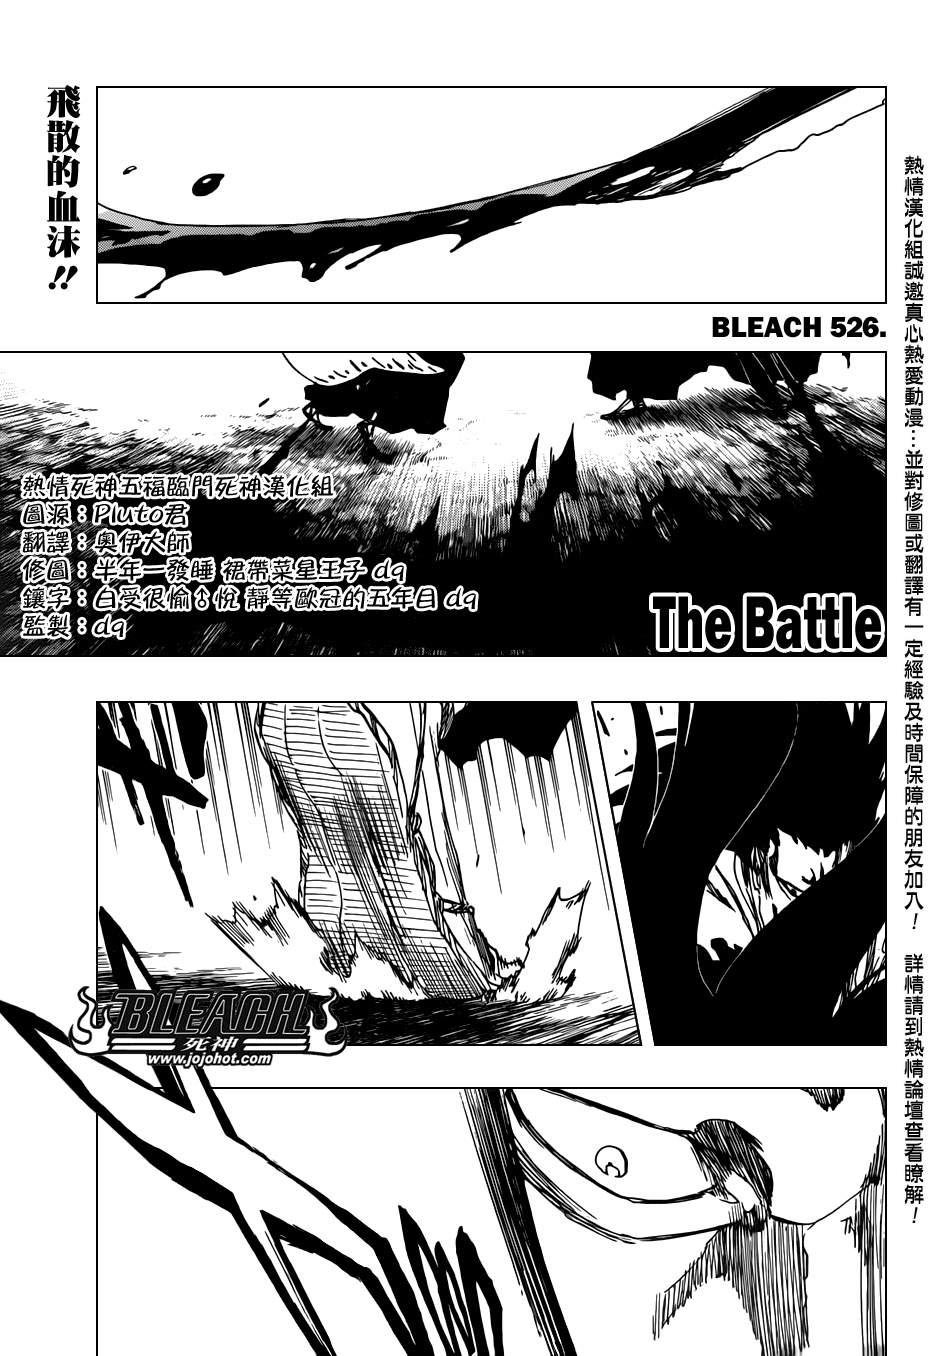 飛散的血沫!!
BLEACH 526.
The Battle
熱情死神五福臨門死神漢化組
圖源：Pluto君
翻譯：奧伊大師
修圖：半年一發睡 裙帶菜星王子 dq
鑲字：白受很愉♂悅 靜等歐冠的五年目 dq
監製：dq
熱情漢化組誠邀真心熱愛動漫…並對修圖或翻譯有一定經驗及時間保障的朋友加入！ 詳情請到熱情論壇查看瞭解！
BLEACH
死神
www.jojohot.com